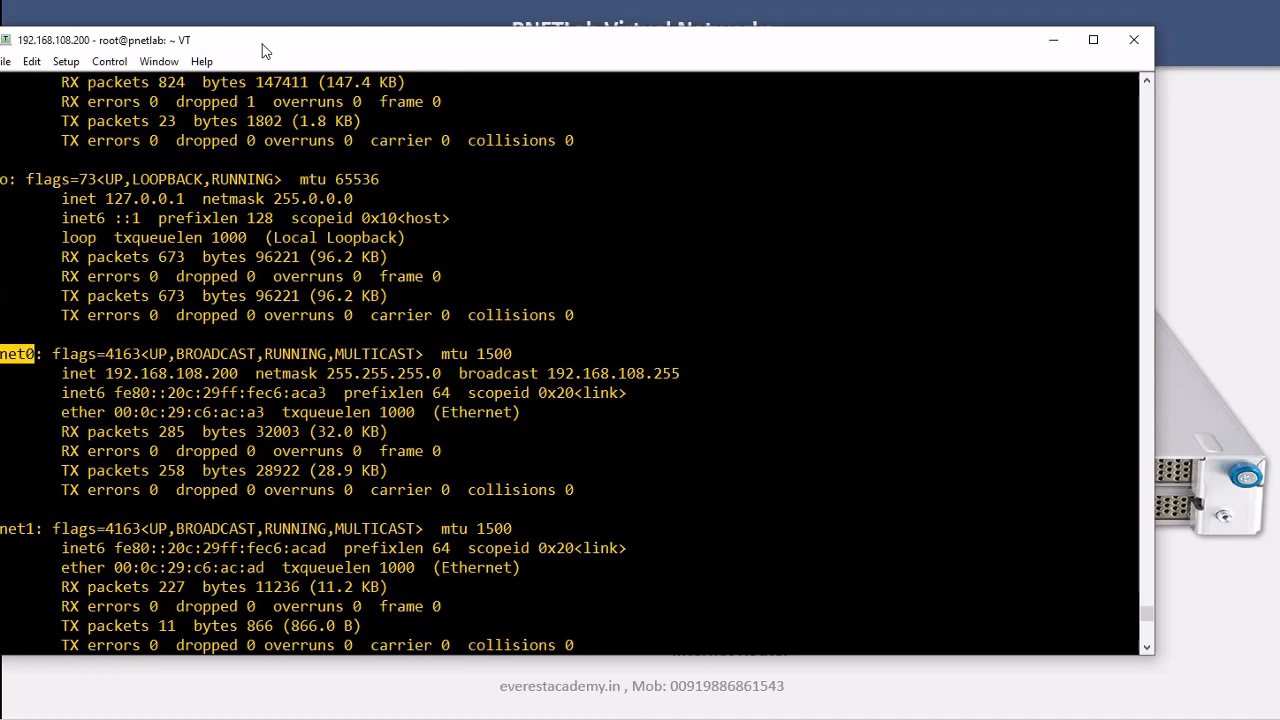 PNETLab Virtual Networks
192.168.108.200 - root@pnetlab: ~ VT
ile Edit Setup Control Window Help
RX packets 824 bytes 147411 (147.4 KB)
RX errors 0 dropped 1 overruns 0 frame 0
TX packets 23 bytes 1802 (1.8 KB)
TX errors 0 dropped 0 overruns 0 carrier 0 collisions 0
o: flags=73<UP,LOOPBACK,RUNNING> mtu 65536
inet 127.0.0.1 netmask 255.0.0.0
inet6 ::1 prefixlen 128 scopeid 0x10<host>
loop txqueuelen 1000 (Local Loopback)
RX packets 673 bytes 96221 (96.2 KB)
RX errors 0 dropped 0 overruns 0 frame 0
TX packets 673 bytes 96221 (96.2 KB)
TX errors 0 dropped 0 overruns 0 carrier 0 collisions 0
net0: flags=4163<UP,BROADCAST,RUNNING,MULTICAST> mtu 1500
inet 192.168.108.200 netmask 255.255.255.0 broadcast 192.168.108.255
inet6 fe80::20c:29ff:fec6:aca3 prefixlen 64 scopeid 0x20<link>
ether 00:0c:29:c6:ac:a3 txqueuelen 1000 (Ethernet)
RX packets 285 bytes 32003 (32.0 KB)
RX errors 0 dropped 0 overruns 0 frame 0
TX packets 258 bytes 28922 (28.9 KB)
TX errors 0 dropped 0 overruns 0 carrier 0 collisions 0
net1: flags=4163<UP,BROADCAST,RUNNING,MULTICAST> mtu 1500
inet6 fe80::20c:29ff:fec6:acad prefixlen 64 scopeid 0x20<link>
ether 00:0c:29:c6:ac:ad txqueuelen 1000 (Ethernet)
RX packets 227 bytes 11236 (11.2 KB)
RX errors 0 dropped 0 overruns 0 frame 0
TX packets 11 bytes 866 (866.0 B)
TX errors 0 dropped 0 overruns 0 carrier 0 collisions 0
everestacademy.in , Mob: 00919886861543